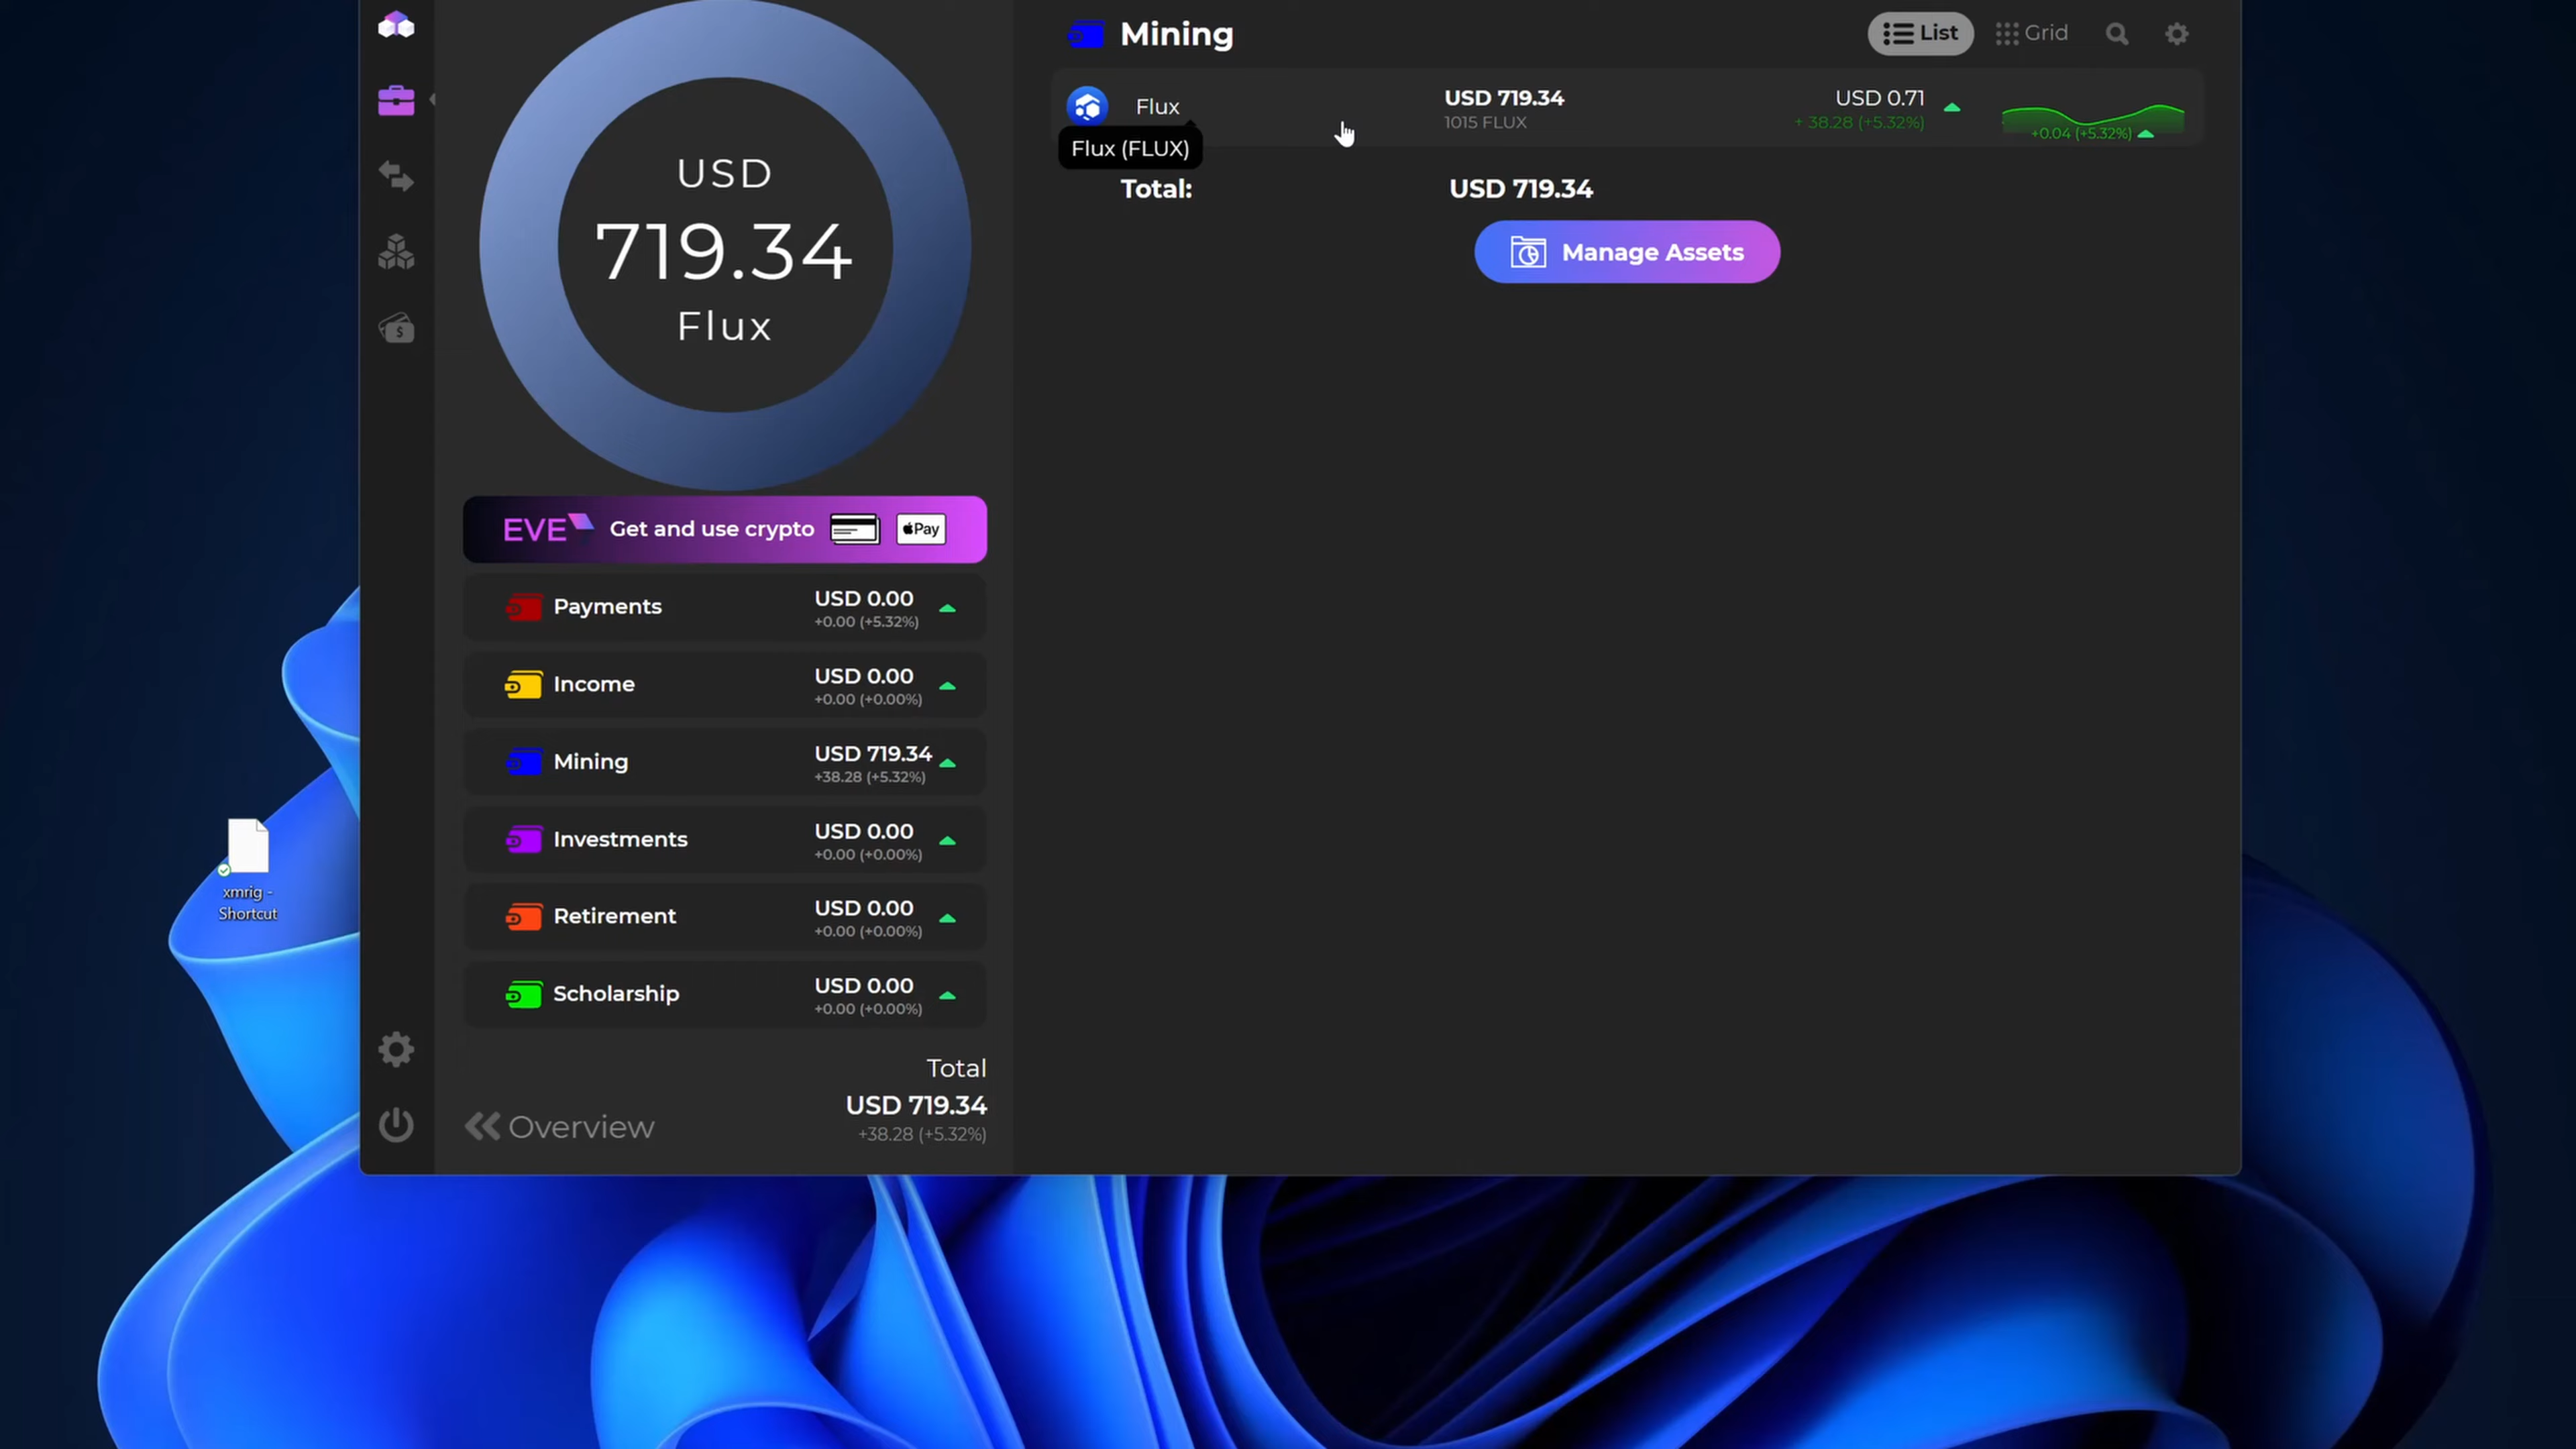 USD
719.34
Flux
EVE Get and use crypto Pay
Payments USD 0.00
+0.00 (+5.32%)
Income USD 0.00
+0.00 (+0.00%)
Mining USD 719.34
+38.28 (+5.32%)
Investments USD 0.00
+0.00 (+0.00%)
Retirement USD 0.00
+0.00 (+0.00%)
Scholarship USD 0.00
+0.00 (+0.00%)
Total
USD 719.34
+38.28 (+5.32%)
Overview
Mining List Grid
Flux USD 719.34 USD 0.71
1015 FLUX + 38.28 (+5.32%) +0.04 (+5.32%)
Flux (FLUX)
Total: USD 719.34
Manage Assets
xmrig -
Shortcut